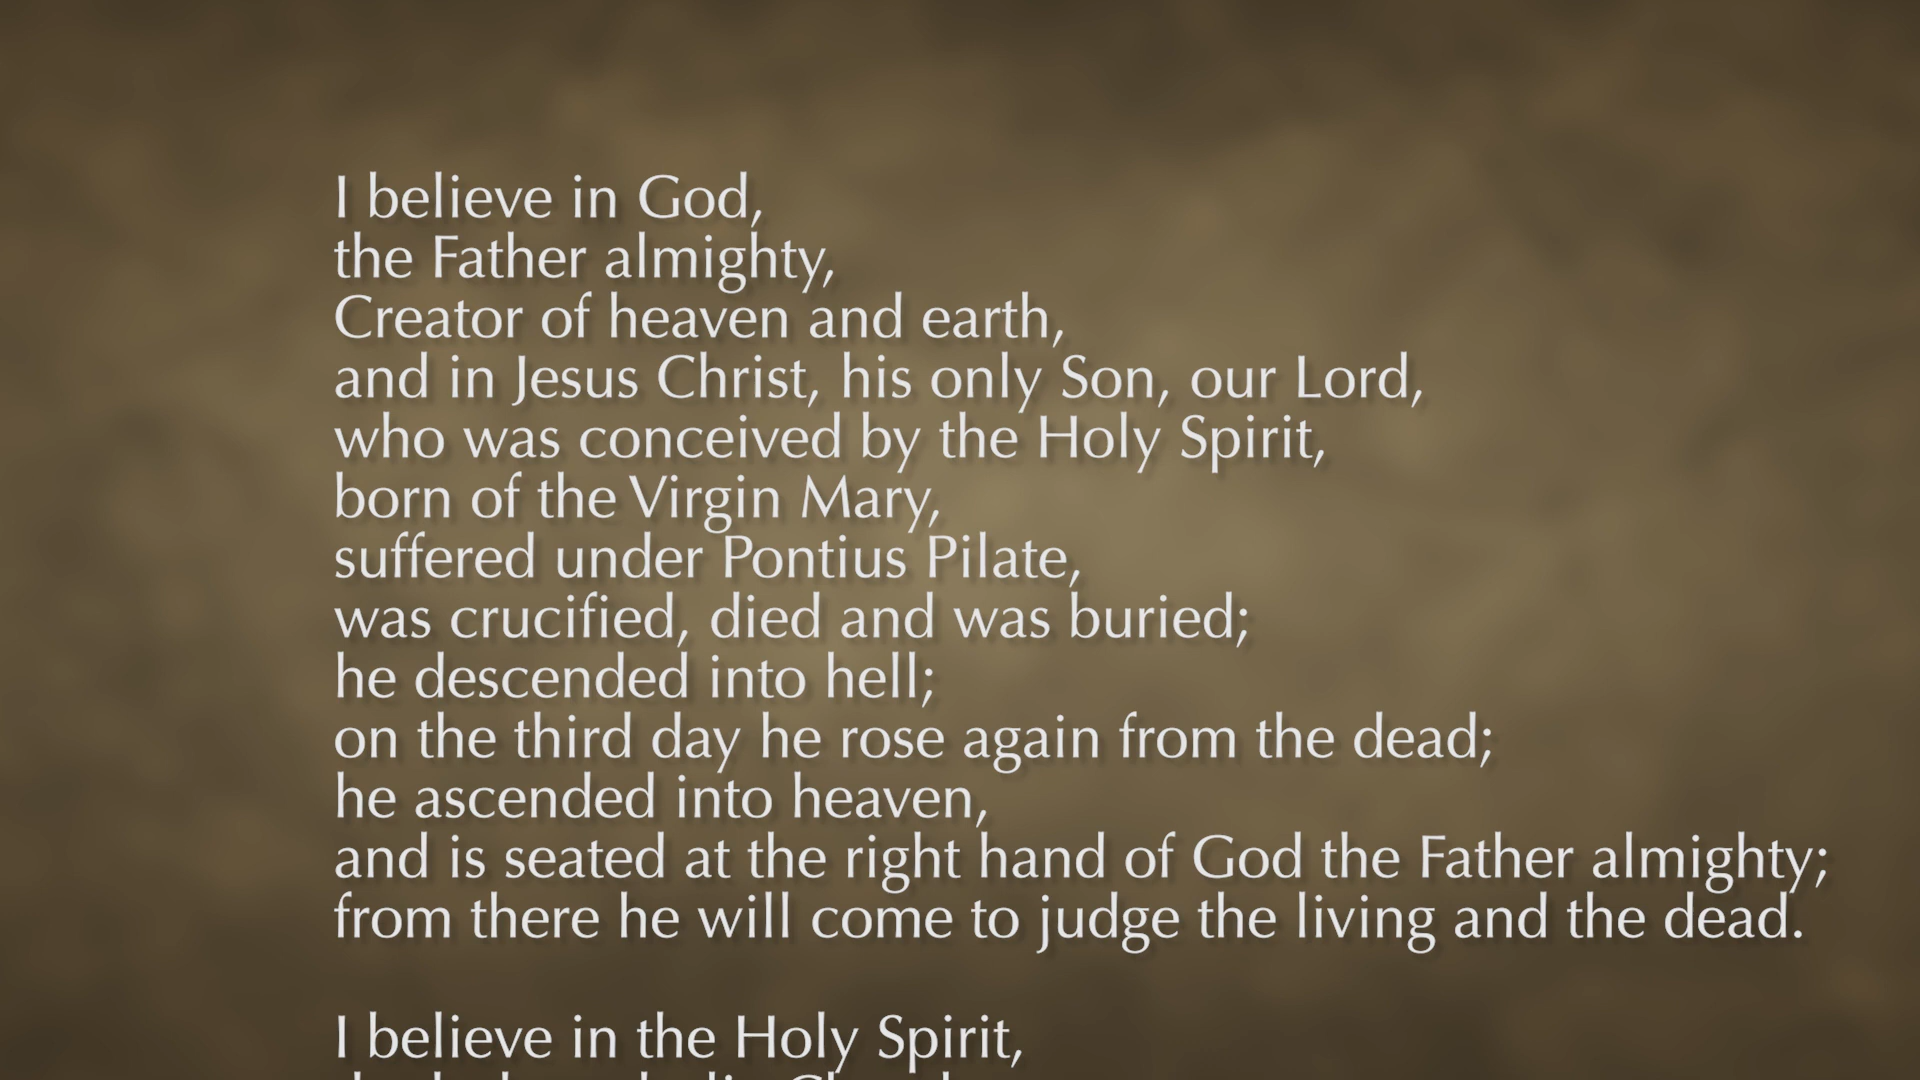 I believe in God,
the Father almighty,
Creator of heaven and earth,
and in Jesus Christ, his only Son, our Lord,
who was conceived by the Holy Spirit,
born of the Virgin Mary,
suffered under Pontius Pilate,
was crucified, died and was buried;
he descended into hell;
on the third day he rose again from the dead;
he ascended into heaven,
and is seated at the right hand of God the Father almighty;
from there he will come to judge the living and the dead.
I believe in the Holy Spirit,